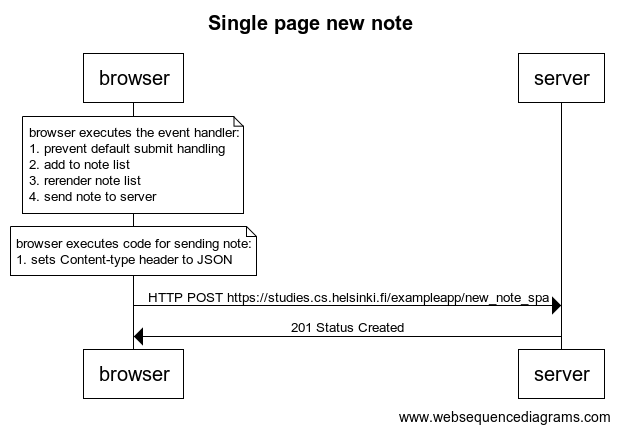 Single page new note
browser
server
browser executes the event handler:
1. prevent default submit handling
2. add to note list
3. rerender note list
4. send note to server
browser executes code for sending note:
1. sets Content-type header to JSON
HTTP POST https://studies.cs.helsinki.fi/exampleapp/new_note_spa
201 Status Created
browser
server
www.websequencediagrams.com